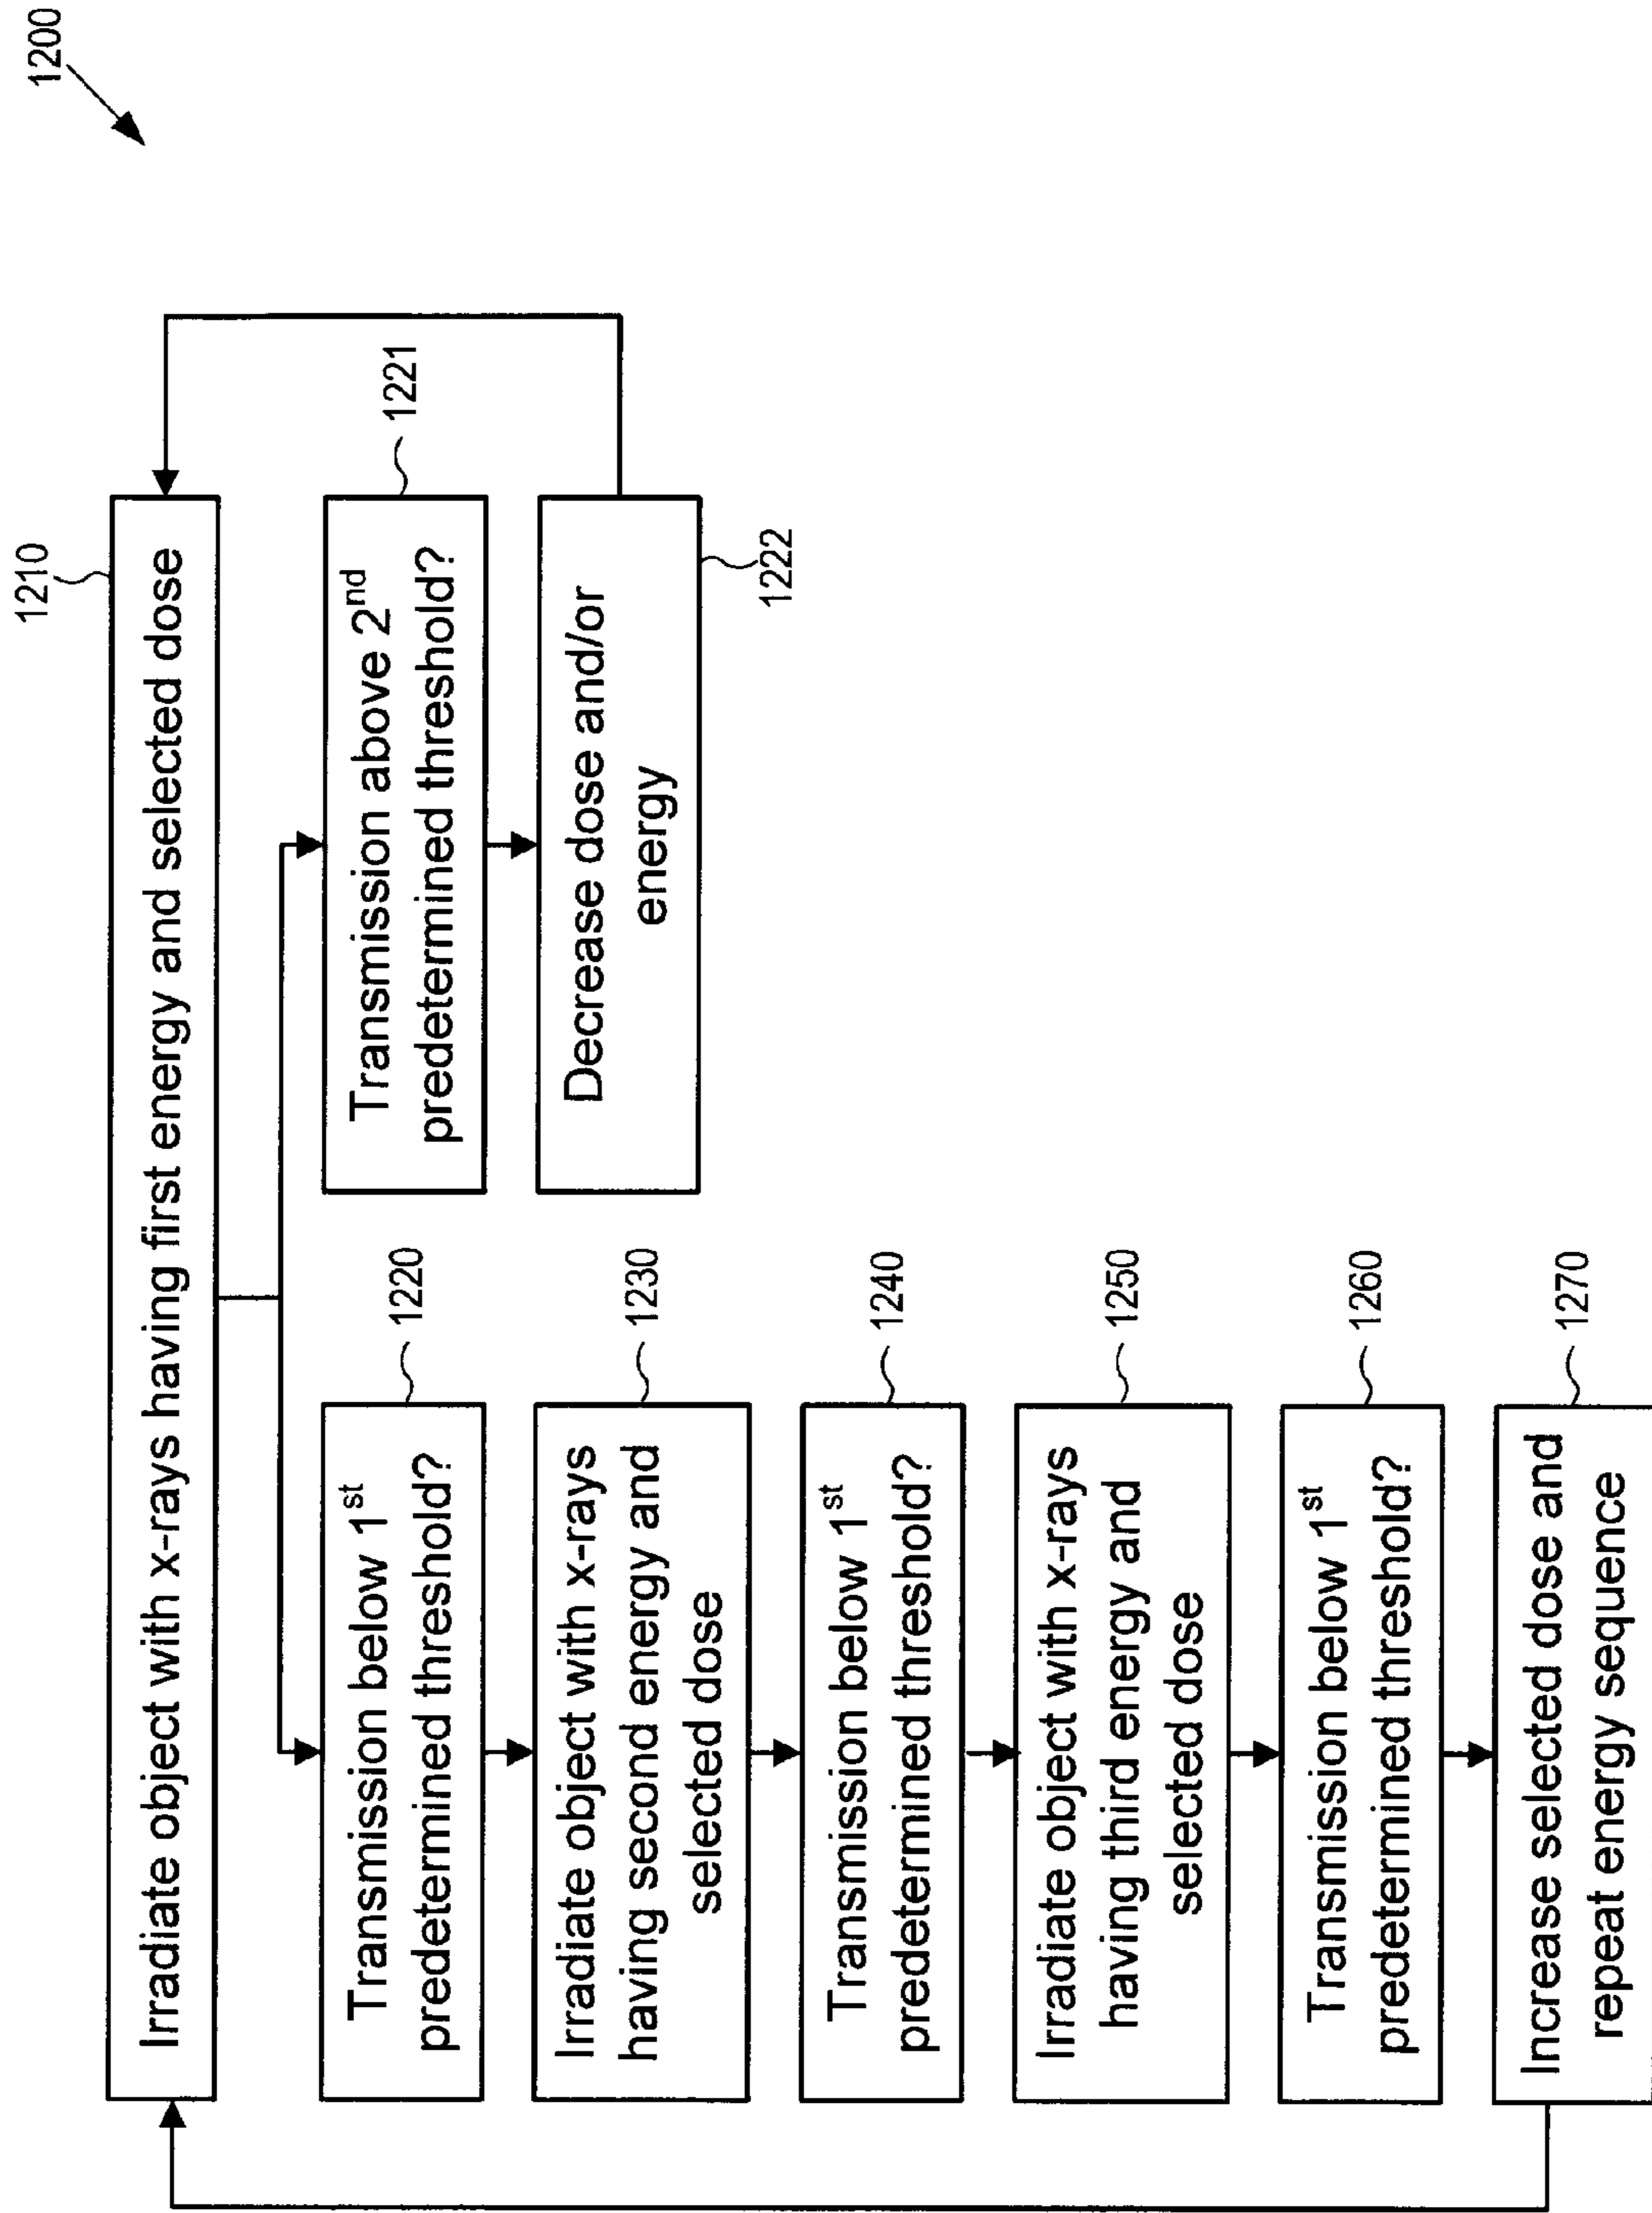 1200
1210
Irradiate object with x-rays having first energy and selected dose
1220
Transmission below 1st
predetermined threshold?
1221
Transmission above 2nd
predetermined threshold?
1230
Irradiate object with x-rays
having second energy and
selected dose
1222
Decrease dose and/or
energy
1240
Transmission below 1st
predetermined threshold?
1250
Irradiate object with x-rays
having third energy and
selected dose
1260
Transmission below 1st
predetermined threshold?
1270
Increase selected dose and
repeat energy sequence